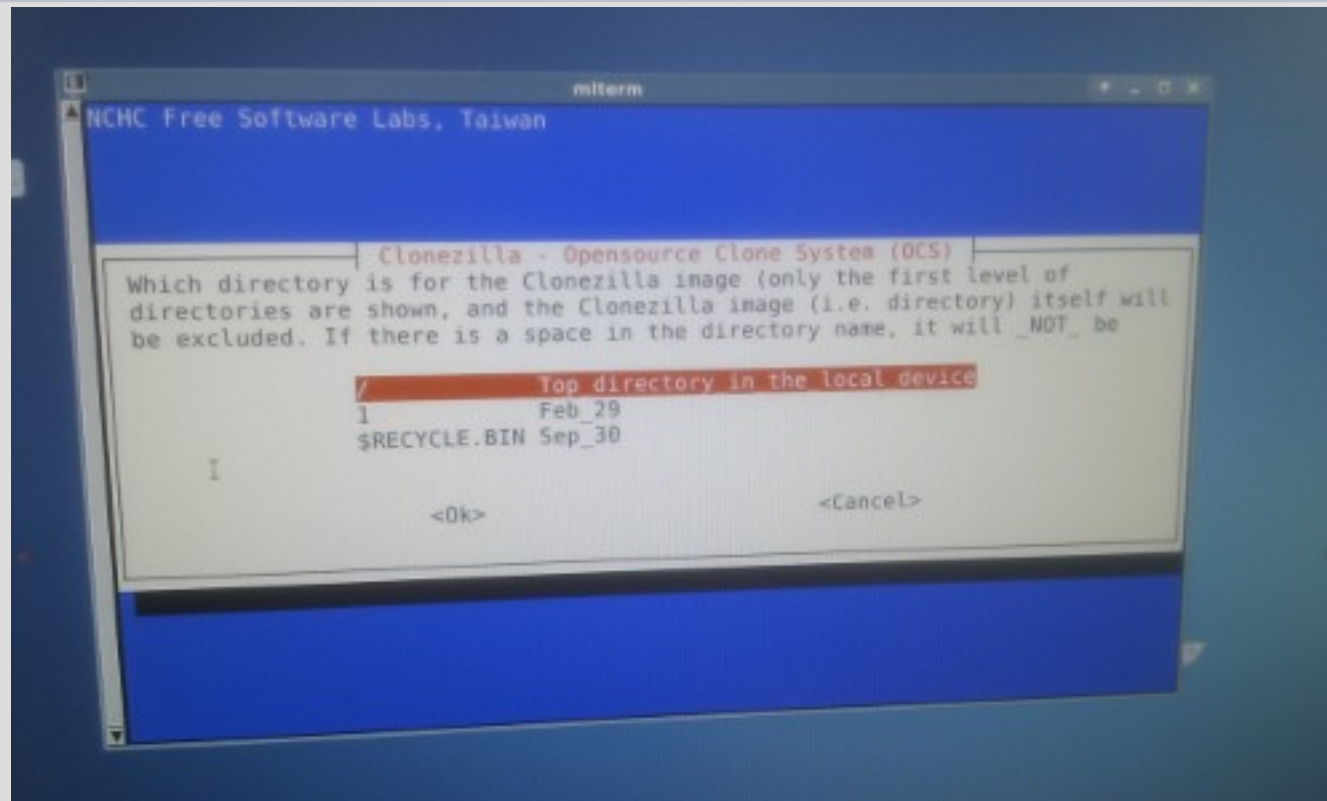 mlterm
NCHC Free Software Labs, Taiwan
Clonezilla - Opensource Clone System (OCS)
Which directory is for the Clonezilla image (only the first level of
directories are shown, and the Clonezilla image (i.e. directory) itself will
be excluded. If there is a space in the directory name, it will _NOT_ be
/ Top directory in the local device
1 Feb_29
$RECYCLE.BIN Sep_30
<Ok> <Cancel>